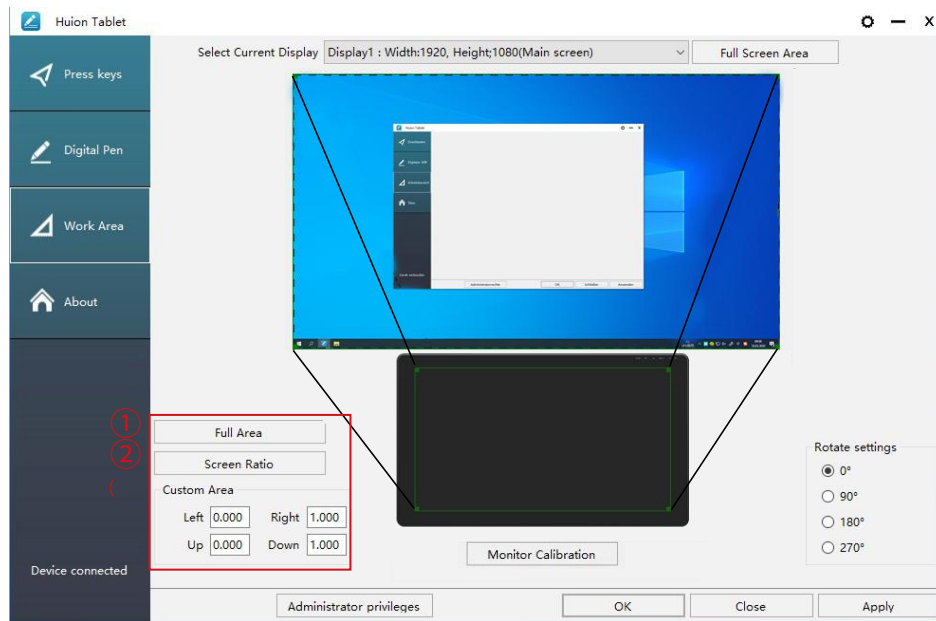 Huion Tablet
Select Current Display Display1 : Width:1920, Height;1080(Main screen) Full Screen Area
Press keys
Digital Pen
Work Area
About
① Full Area
② Screen Ratio
(
Custom Area
Left 0.000 Right 1.000
Up 0.000 Down 1.000
Rotate settings
0°
90°
180°
270°
Monitor Calibration
Device connected
Administrator privileges OK Close Apply